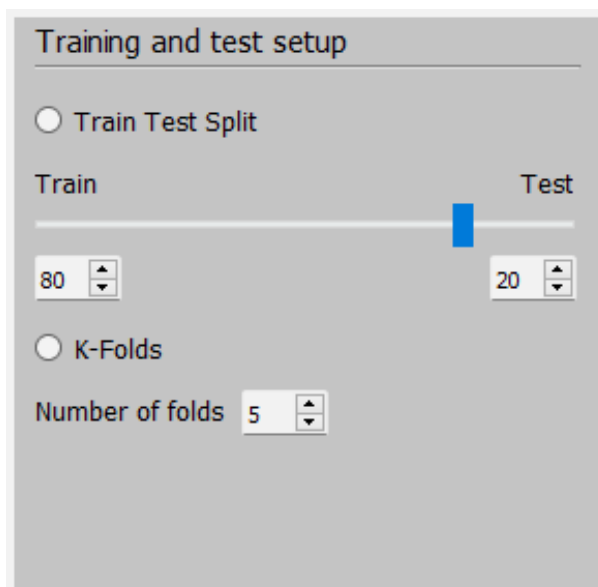 Training and test setup
Train Test Split
Train Test
80 20
K-Folds
Number of folds 5